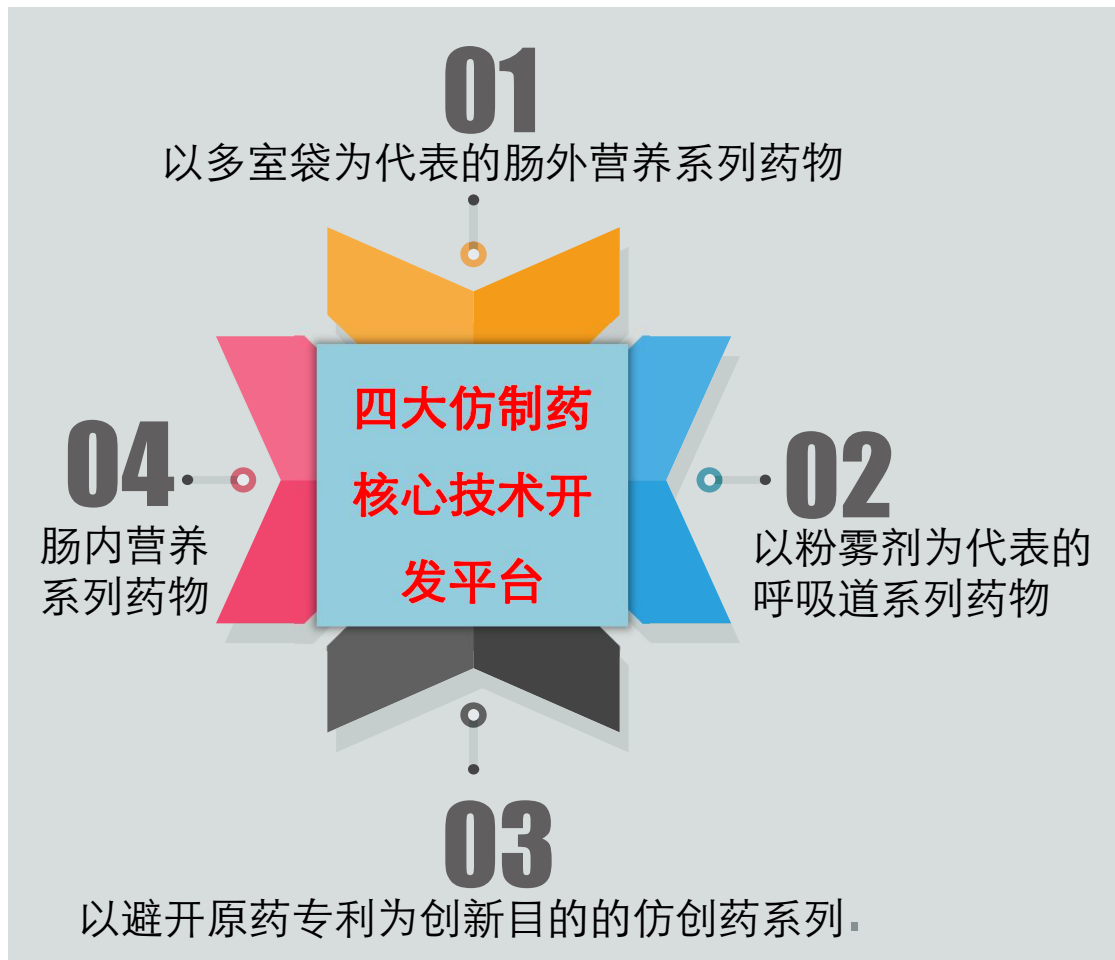 01
以多室袋为代表的肠外营养系列药物
四大仿制药
核心技术开
发平台
02
以粉雾剂为代表的
呼吸道系列药物
03
以避开原药专利为创新目的的仿创药系列
04
肠内营养
系列药物